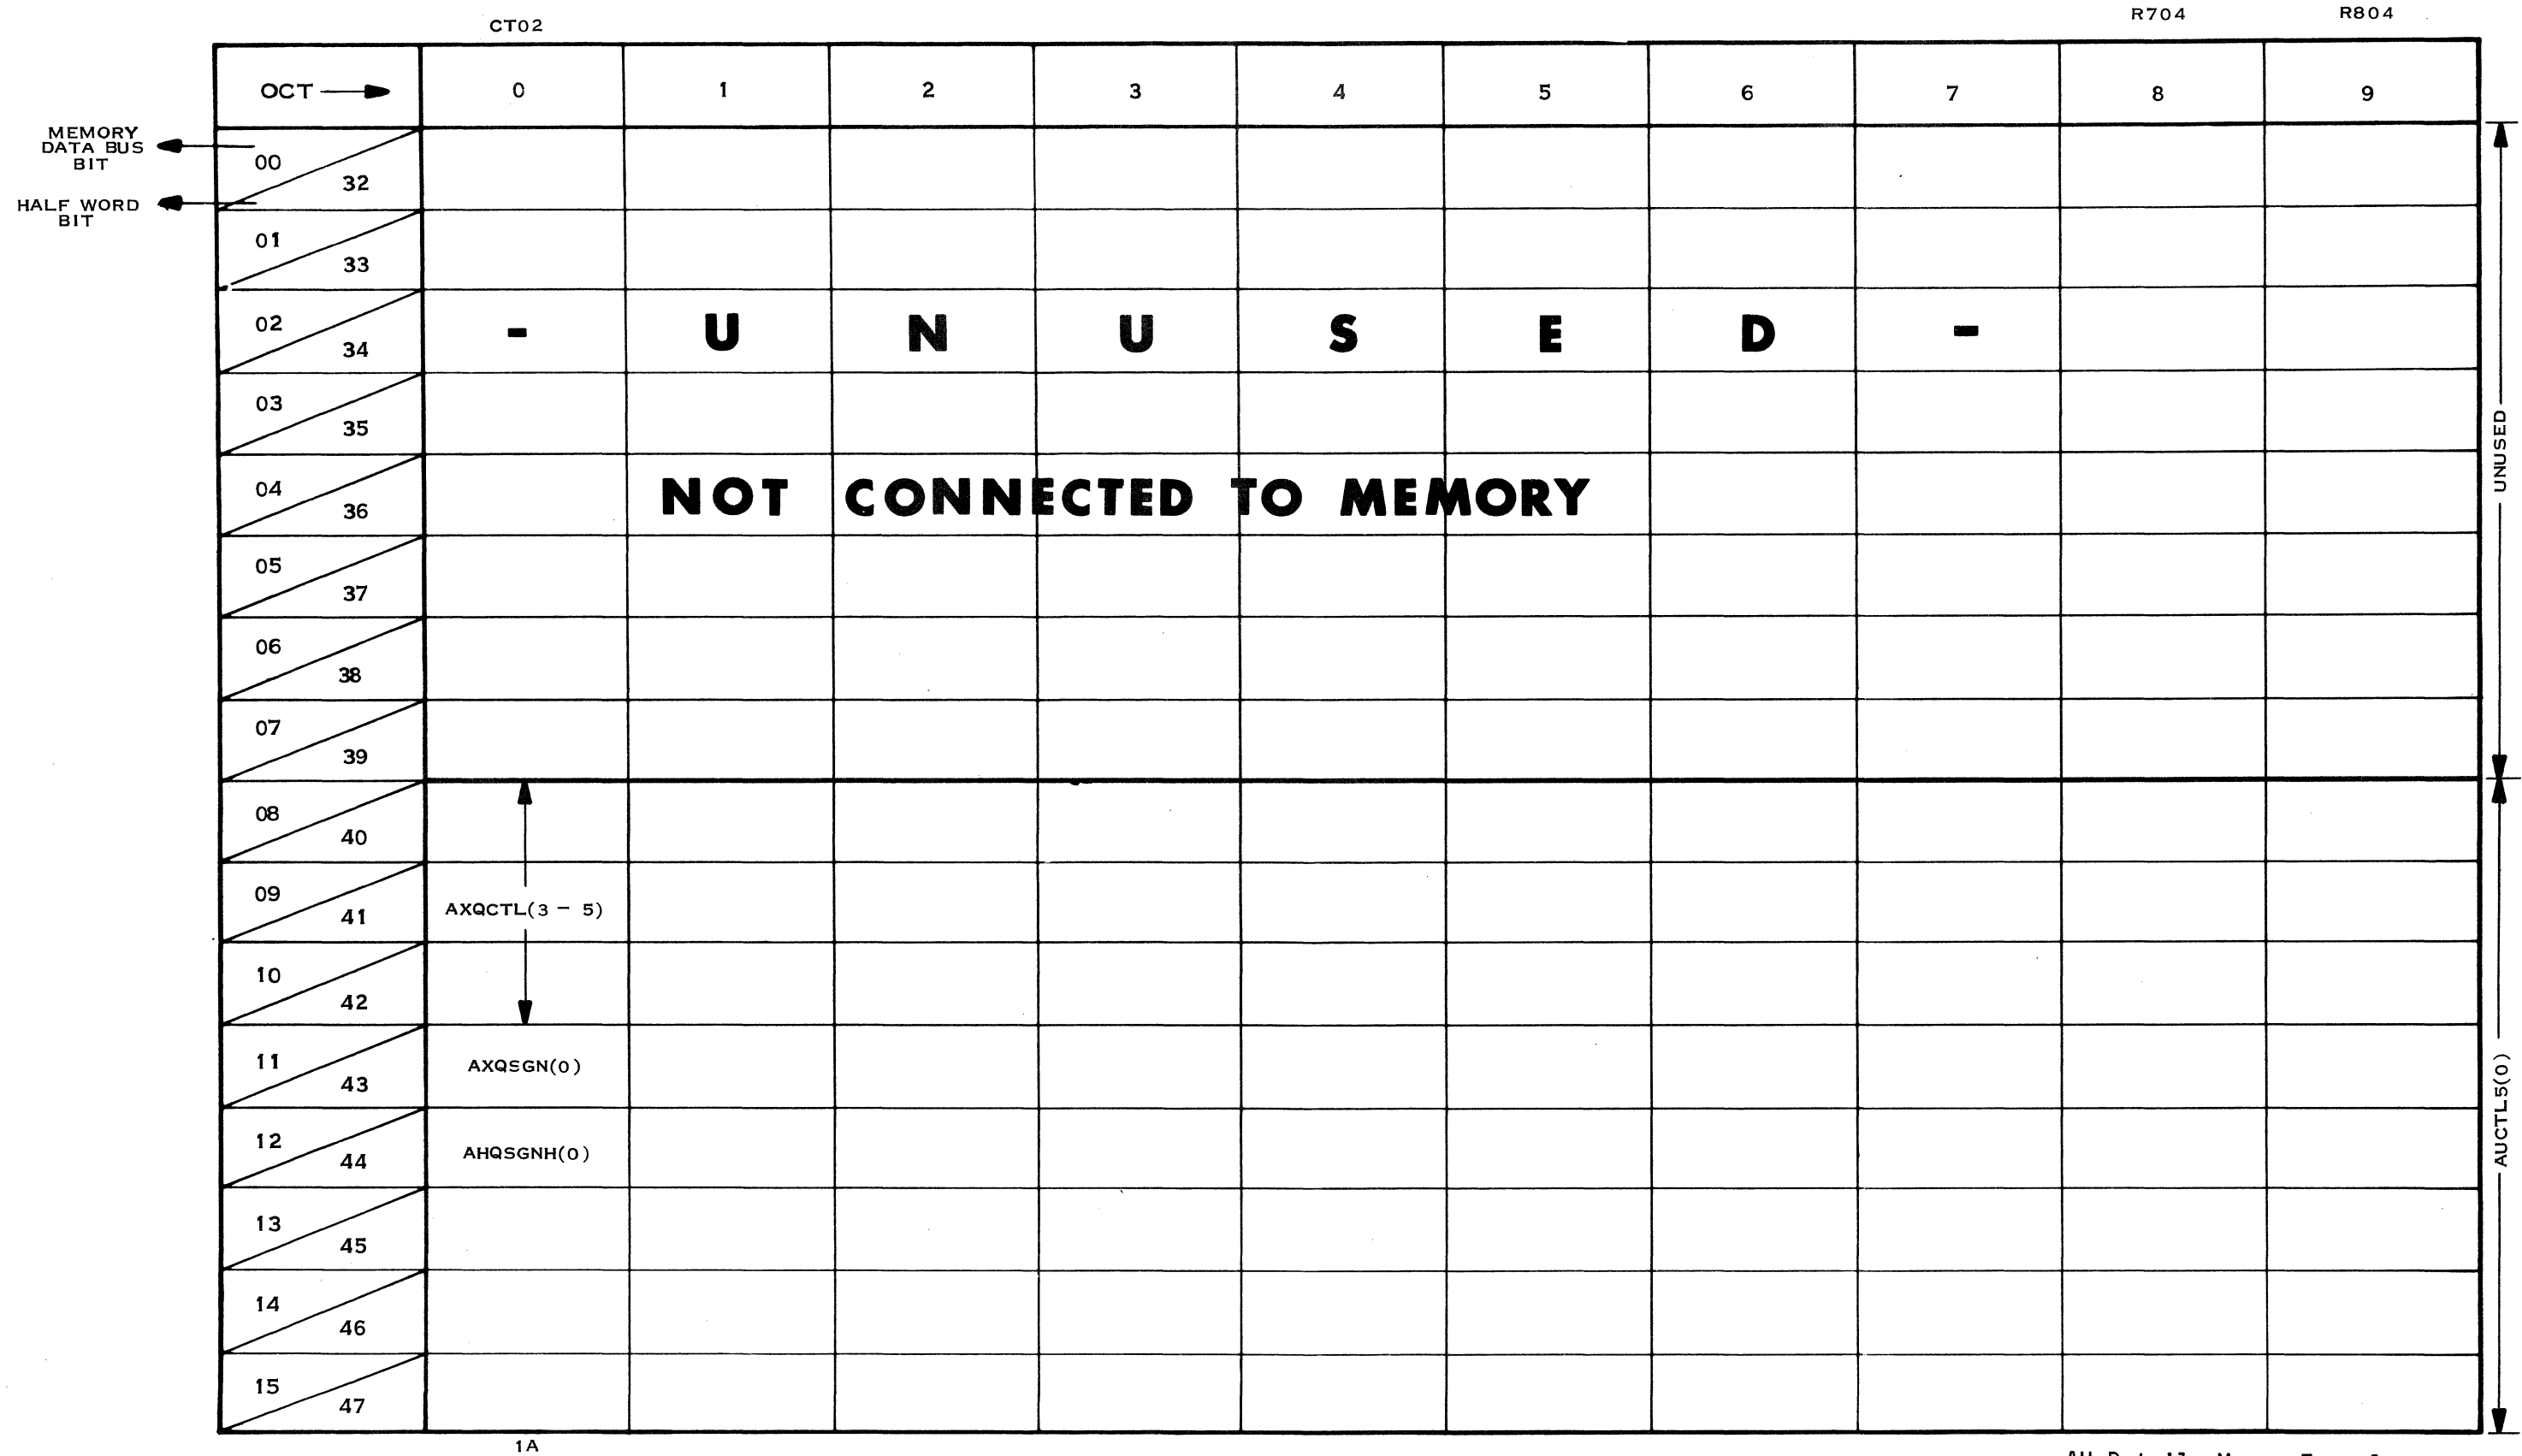 CT02 R704 R804
OCT 0 1 2 3 4 5 6 7 8 9
MEMORY
DATA BUS
BIT
00 32
HALF WORD
BIT
01 33
02 34 - U N U S E D -
03 35
04 36 NOT CONNECTED TO MEMORY
05 37
06 38
07 39
UNUSED
08 40
09 41 AXQCTL(3 - 5)
10 42
11 43 AXQSGN(0)
12 44 AHQSGNH(0)
13 45
14 46
15 47
AUCTL5(0)
1A